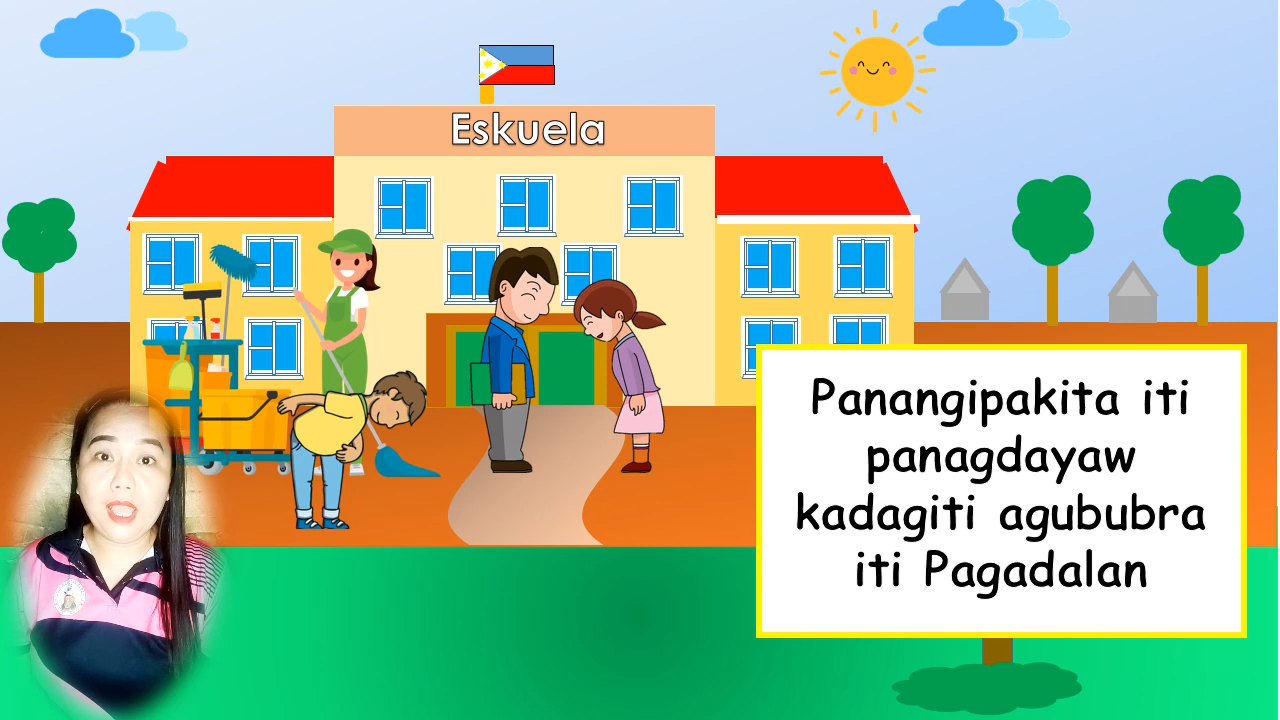 Eskuela
Panangipakita iti
panagdayaw
kadagiti agububra
iti Pagadalan